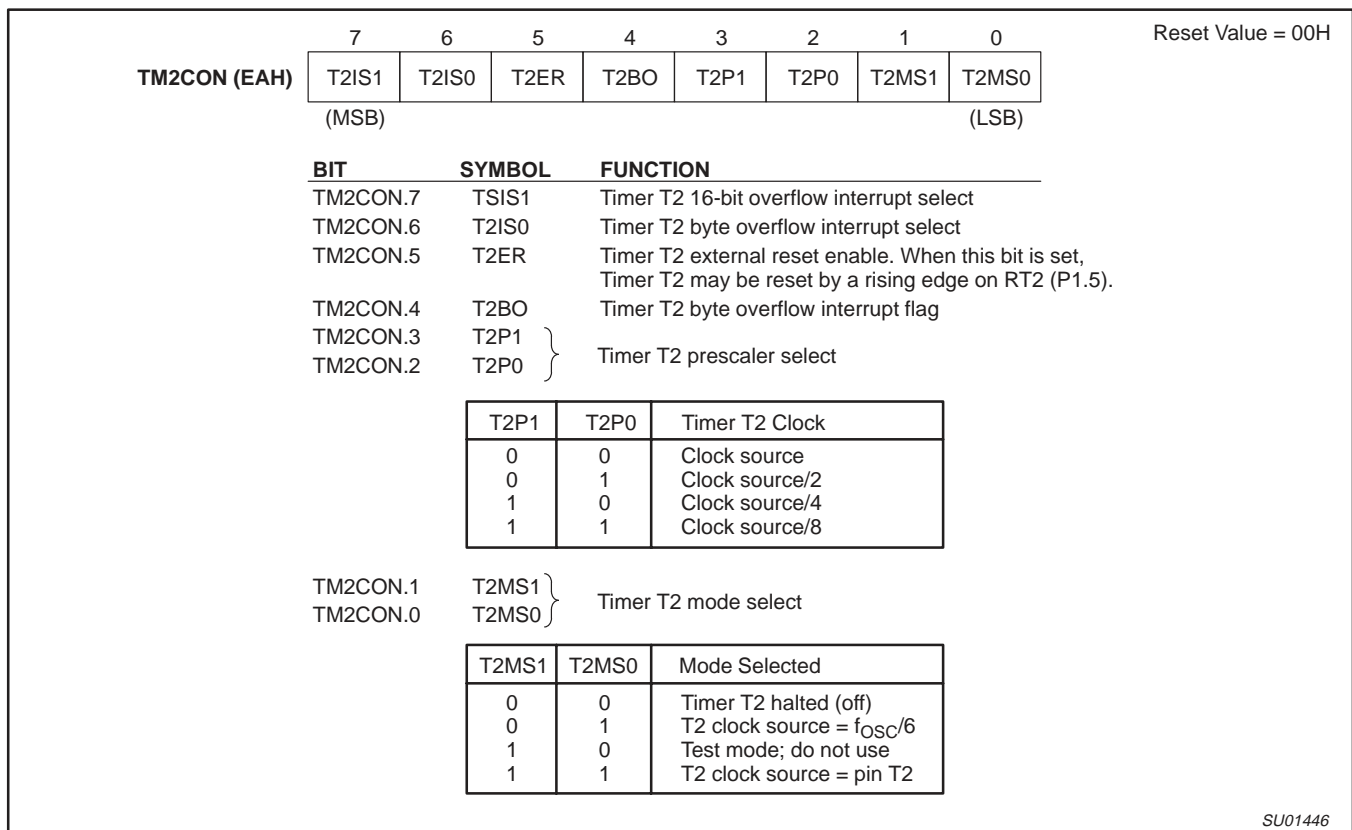 7 6 5 4 3 2 1 0 Reset Value = 00H
TM2CON (EAH) T2IS1 T2IS0 T2ER T2BO T2P1 T2P0 T2MS1 T2MS0
(MSB) (LSB)
BIT SYMBOL FUNCTION
TM2CON.7 TSIS1 Timer T2 16-bit overflow interrupt select
TM2CON.6 T2IS0 Timer T2 byte overflow interrupt select
TM2CON.5 T2ER Timer T2 external reset enable. When this bit is set,
Timer T2 may be reset by a rising edge on RT2 (P1.5).
TM2CON.4 T2BO Timer T2 byte overflow interrupt flag
TM2CON.3 T2P1
Timer T2 prescaler select
TM2CON.2 T2P0
T2P1 T2P0 Timer T2 Clock
0 0 Clock source
0 1 Clock source/2
1 0 Clock source/4
1 1 Clock source/8
TM2CON.1 T2MS1
Timer T2 mode select
TM2CON.0 T2MS0
T2MS1 T2MS0 Mode Selected
0 0 Timer T2 halted (off)
0 1 T2 clock source = fOSC/6
1 0 Test mode; do not use
1 1 T2 clock source = pin T2
SU01446